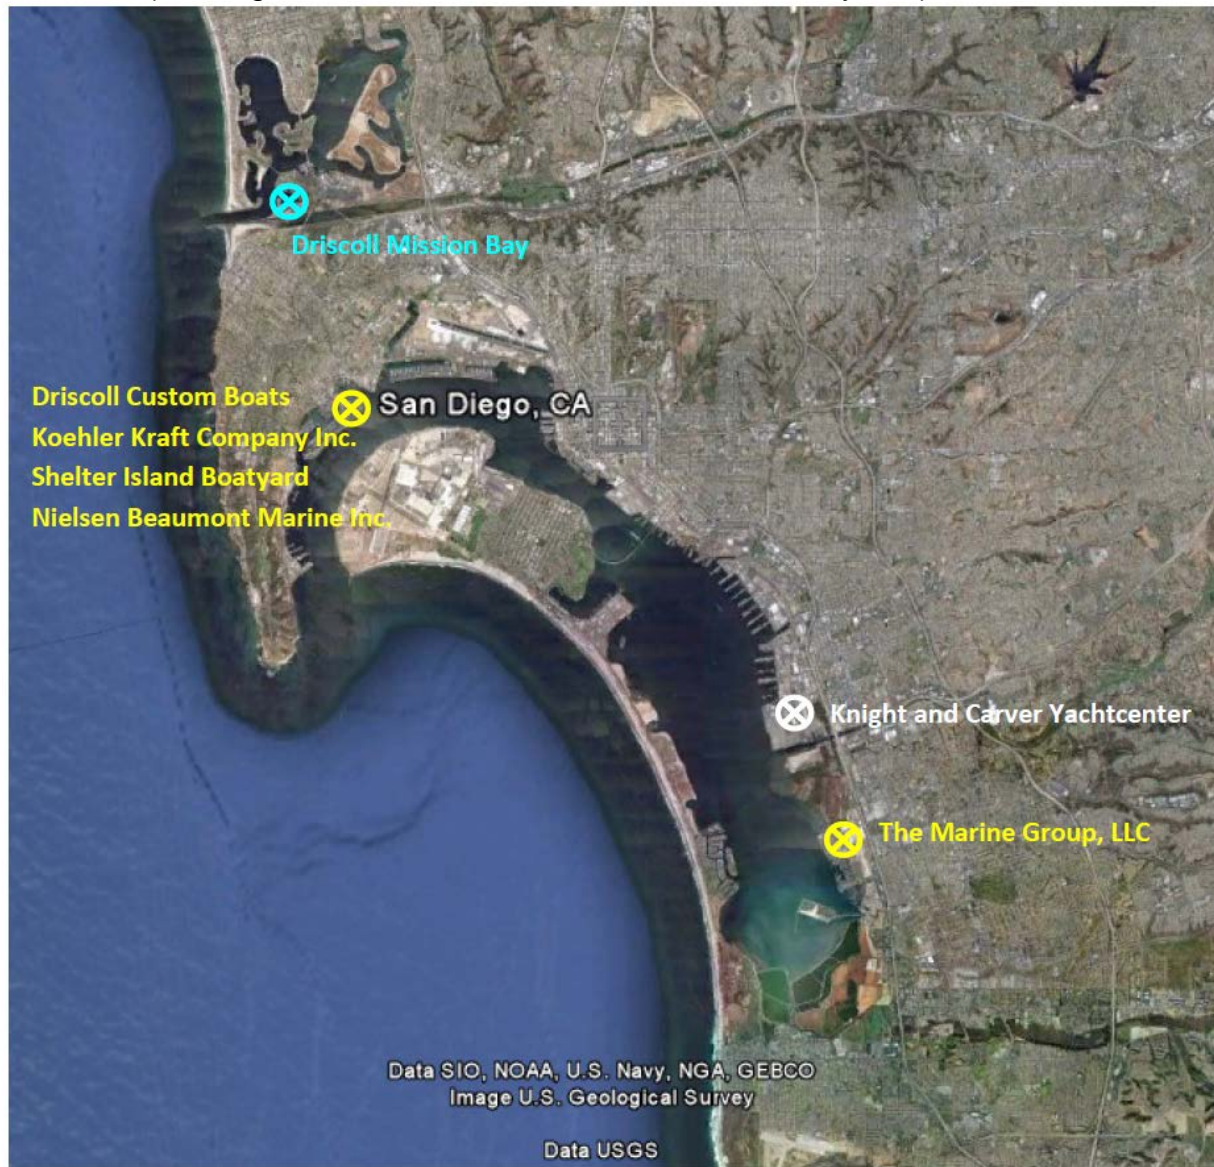 Driscoll Mission Bay
Driscoll Custom Boats
San Diego, CA
Koehler Kraft Company Inc.
Shelter Island Boatyard
Nielsen Beaumont Marine Inc.
Knight and Carver Yachtcenter
The Marine Group, LLC
Data SIO, NOAA, U.S. Navy, NGA, GEBCO
Image U.S. Geological Survey
Data USGS